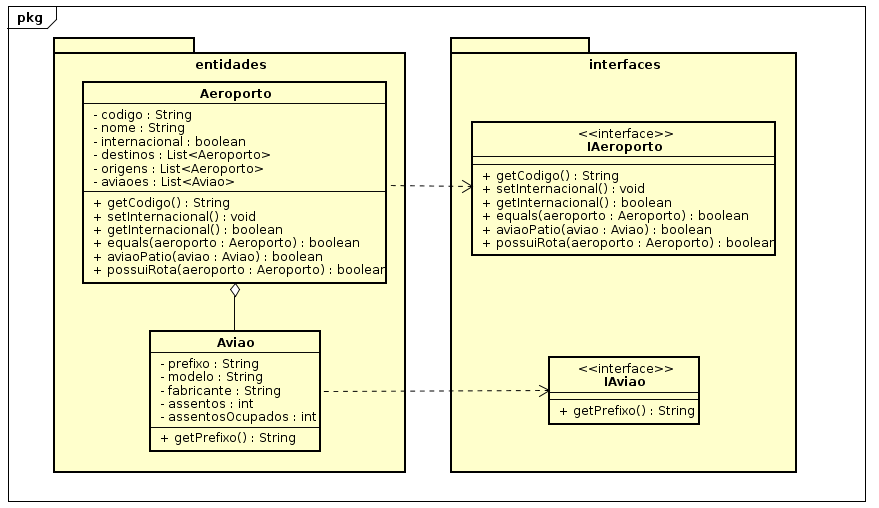 pkg
entidades
Aeroporto
- codigo : String
- nome : String
- internacional : boolean
- destinos : List<Aeroporto>
- origens : List<Aeroporto>
- aviaoes : List<Aviao>
+ getCodigo() : String
+ setInternacional() : void
+ getInternacional() : boolean
+ equals(aeroporto : Aeroporto) : boolean
+ aviaoPatio(aviao : Aviao) : boolean
+ possuiRota(aeroporto : Aeroporto) : boolean
Aviao
- prefixo : String
- modelo : String
- fabricante : String
- assentos : int
- assentosOcupados : int
+ getPrefixo() : String
interfaces
<<interface>>
IAeroporto
+ getCodigo() : String
+ setInternacional() : void
+ getInternacional() : boolean
+ equals(aeroporto : Aeroporto) : boolean
+ aviaoPatio(aviao : Aviao) : boolean
+ possuiRota(aeroporto : Aeroporto) : boolean
<<interface>>
IAviao
+ getPrefixo() : String